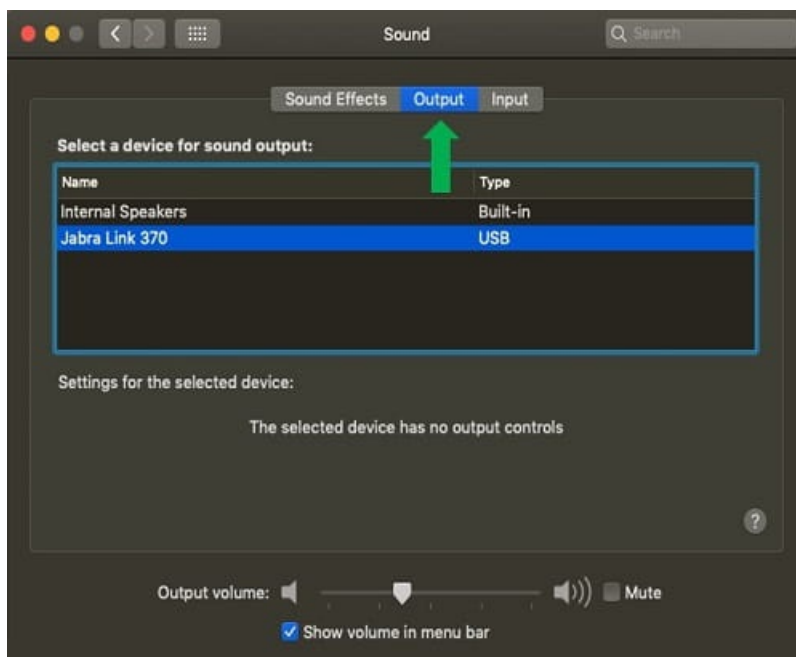 Sound
Search
Sound Effects Output Input
Select a device for sound output:
Name Type
Internal Speakers Built-in
Jabra Link 370 USB
Settings for the selected device:
The selected device has no output controls
?
Output volume: Mute
Show volume in menu bar